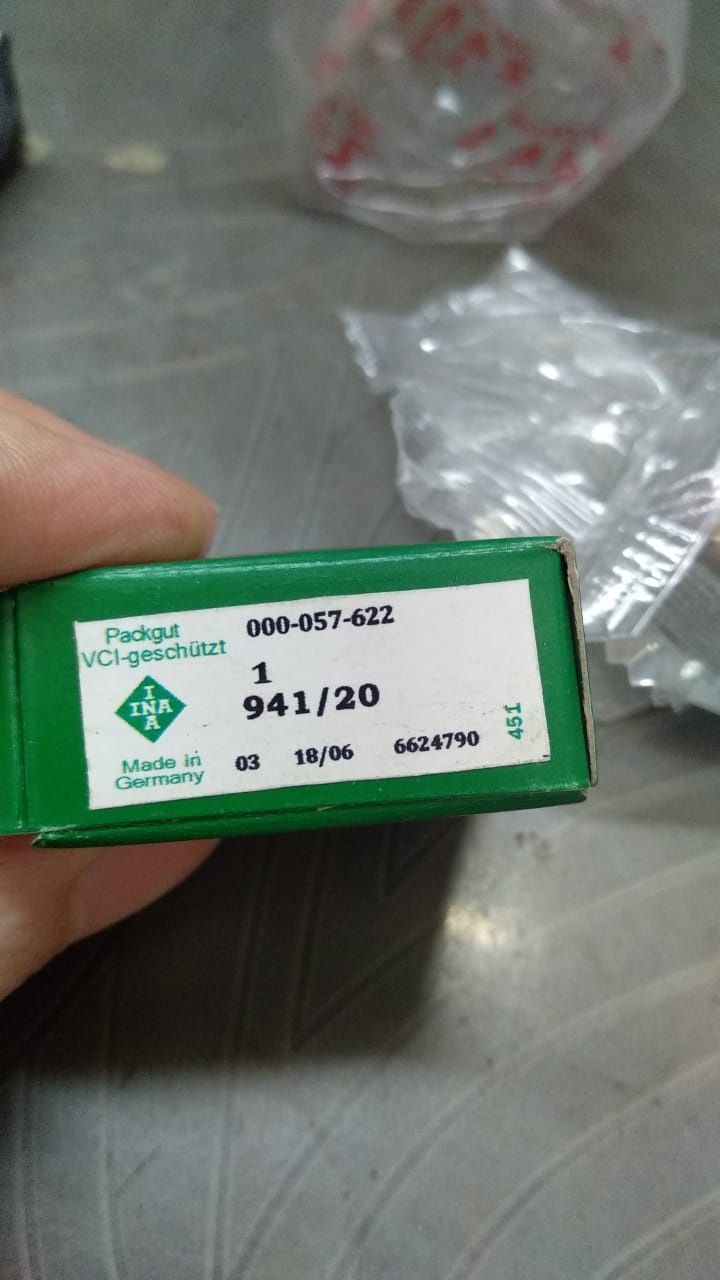 Packgut
VCI-geschützt
000-057-622
1
941/20
I
INA
A
Made in
Germany
03 18/06 6624790
451